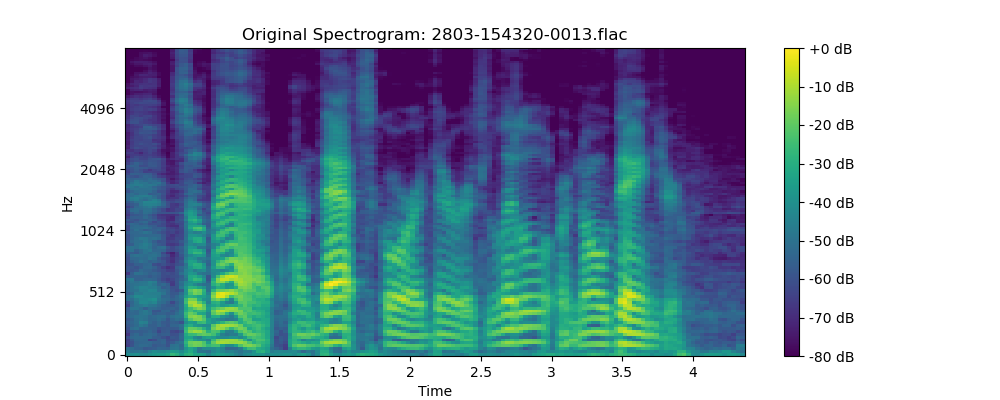 Original Spectrogram: 2803-154320-0013.flac
Hz
4096
2048
1024
512
0
0 0.5 1 1.5 2 2.5 3 3.5 4
Time
+0 dB
-10 dB
-20 dB
-30 dB
-40 dB
-50 dB
-60 dB
-70 dB
-80 dB